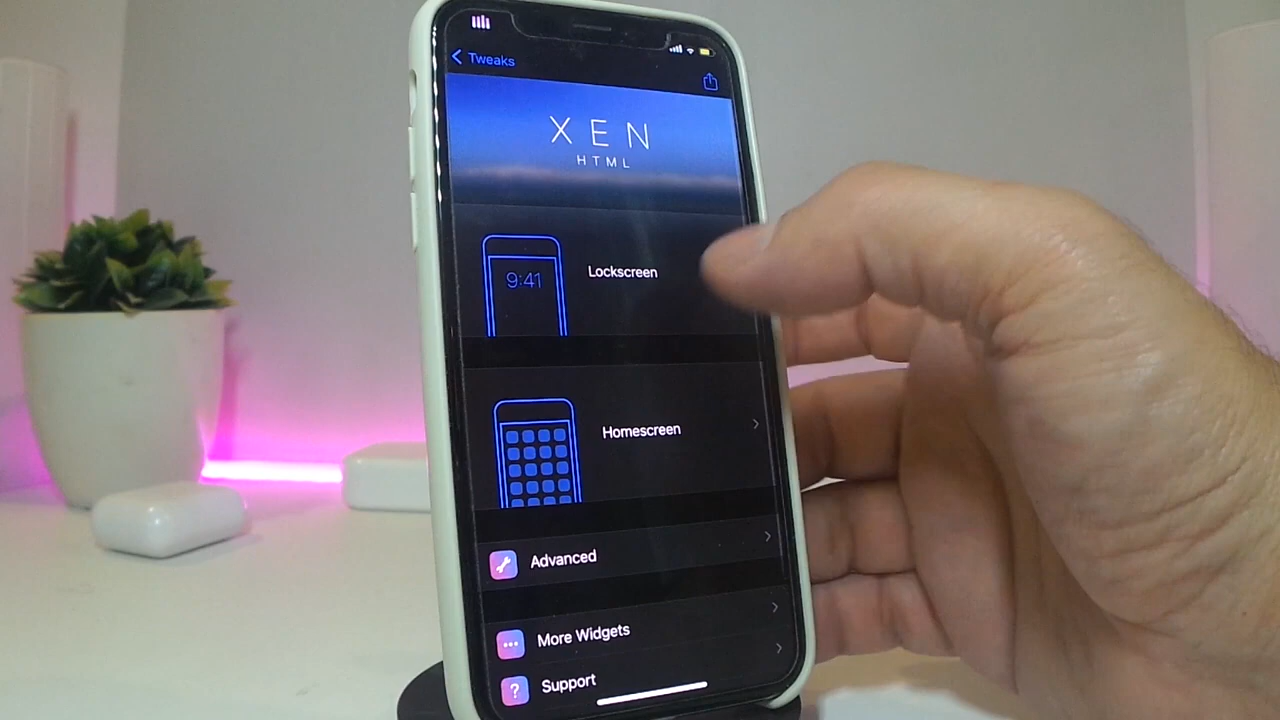 Tweaks
XEN
HTML
9:41
Lockscreen
Homescreen
Advanced
More Widgets
?
Support